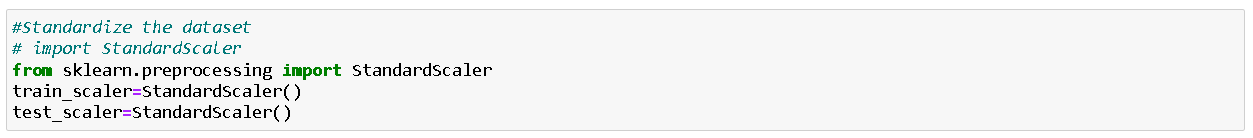 #Standardize the dataset
# import StandardScaler
from sklearn.preprocessing import StandardScaler
train_scaler=StandardScaler()
test_scaler=StandardScaler()